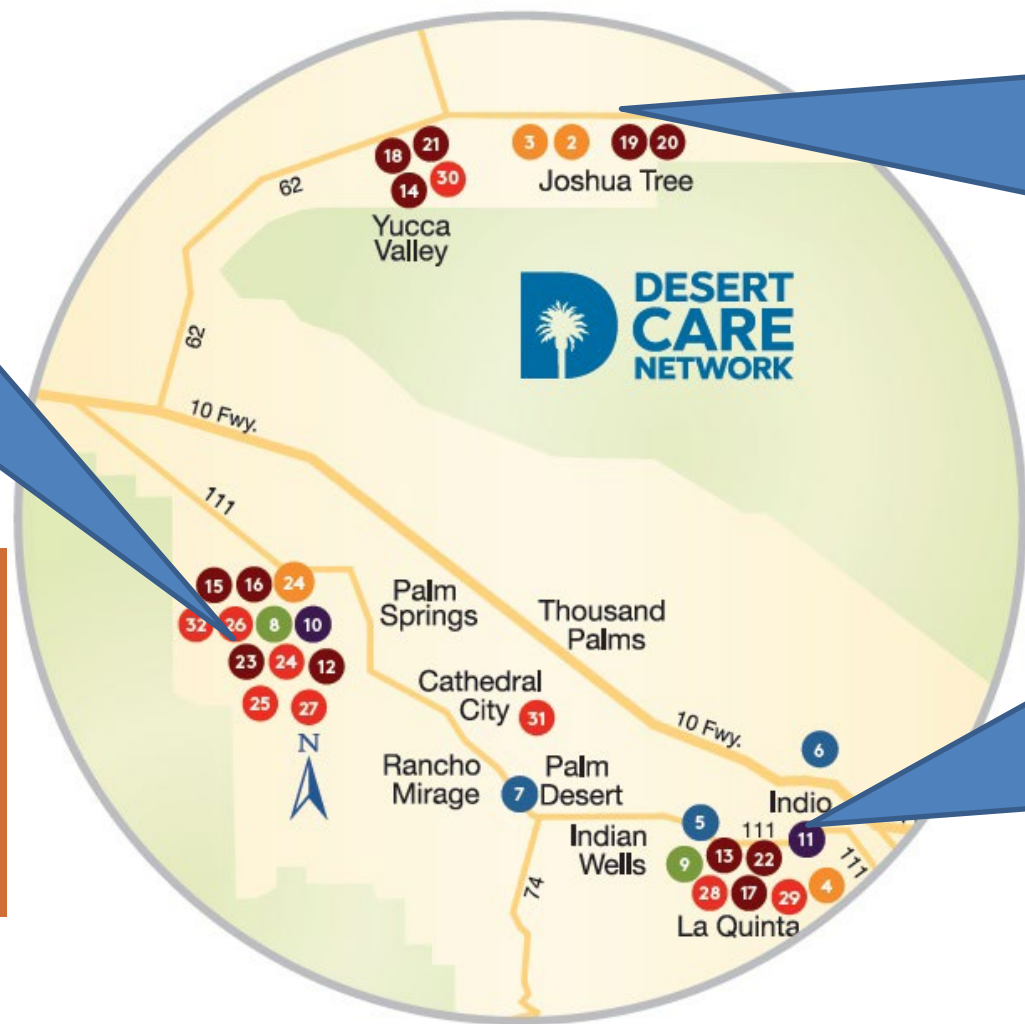 18
21
3
2
19
20
14
30
Joshua Tree
62
Yucca
Valley
DESERT
CARE
NETWORK
62
10 Fwy.
111
15
16
24
Palm
Springs
32
26
8
10
Thousand
Palms
23
24
12
Cathedral
City
31
25
27
N
10 Fwy.
6
Rancho
Mirage
7
Palm
Desert
Indio
5
111
11
Indian
Wells
9
13
22
111
74
28
17
29
4
La Quinta